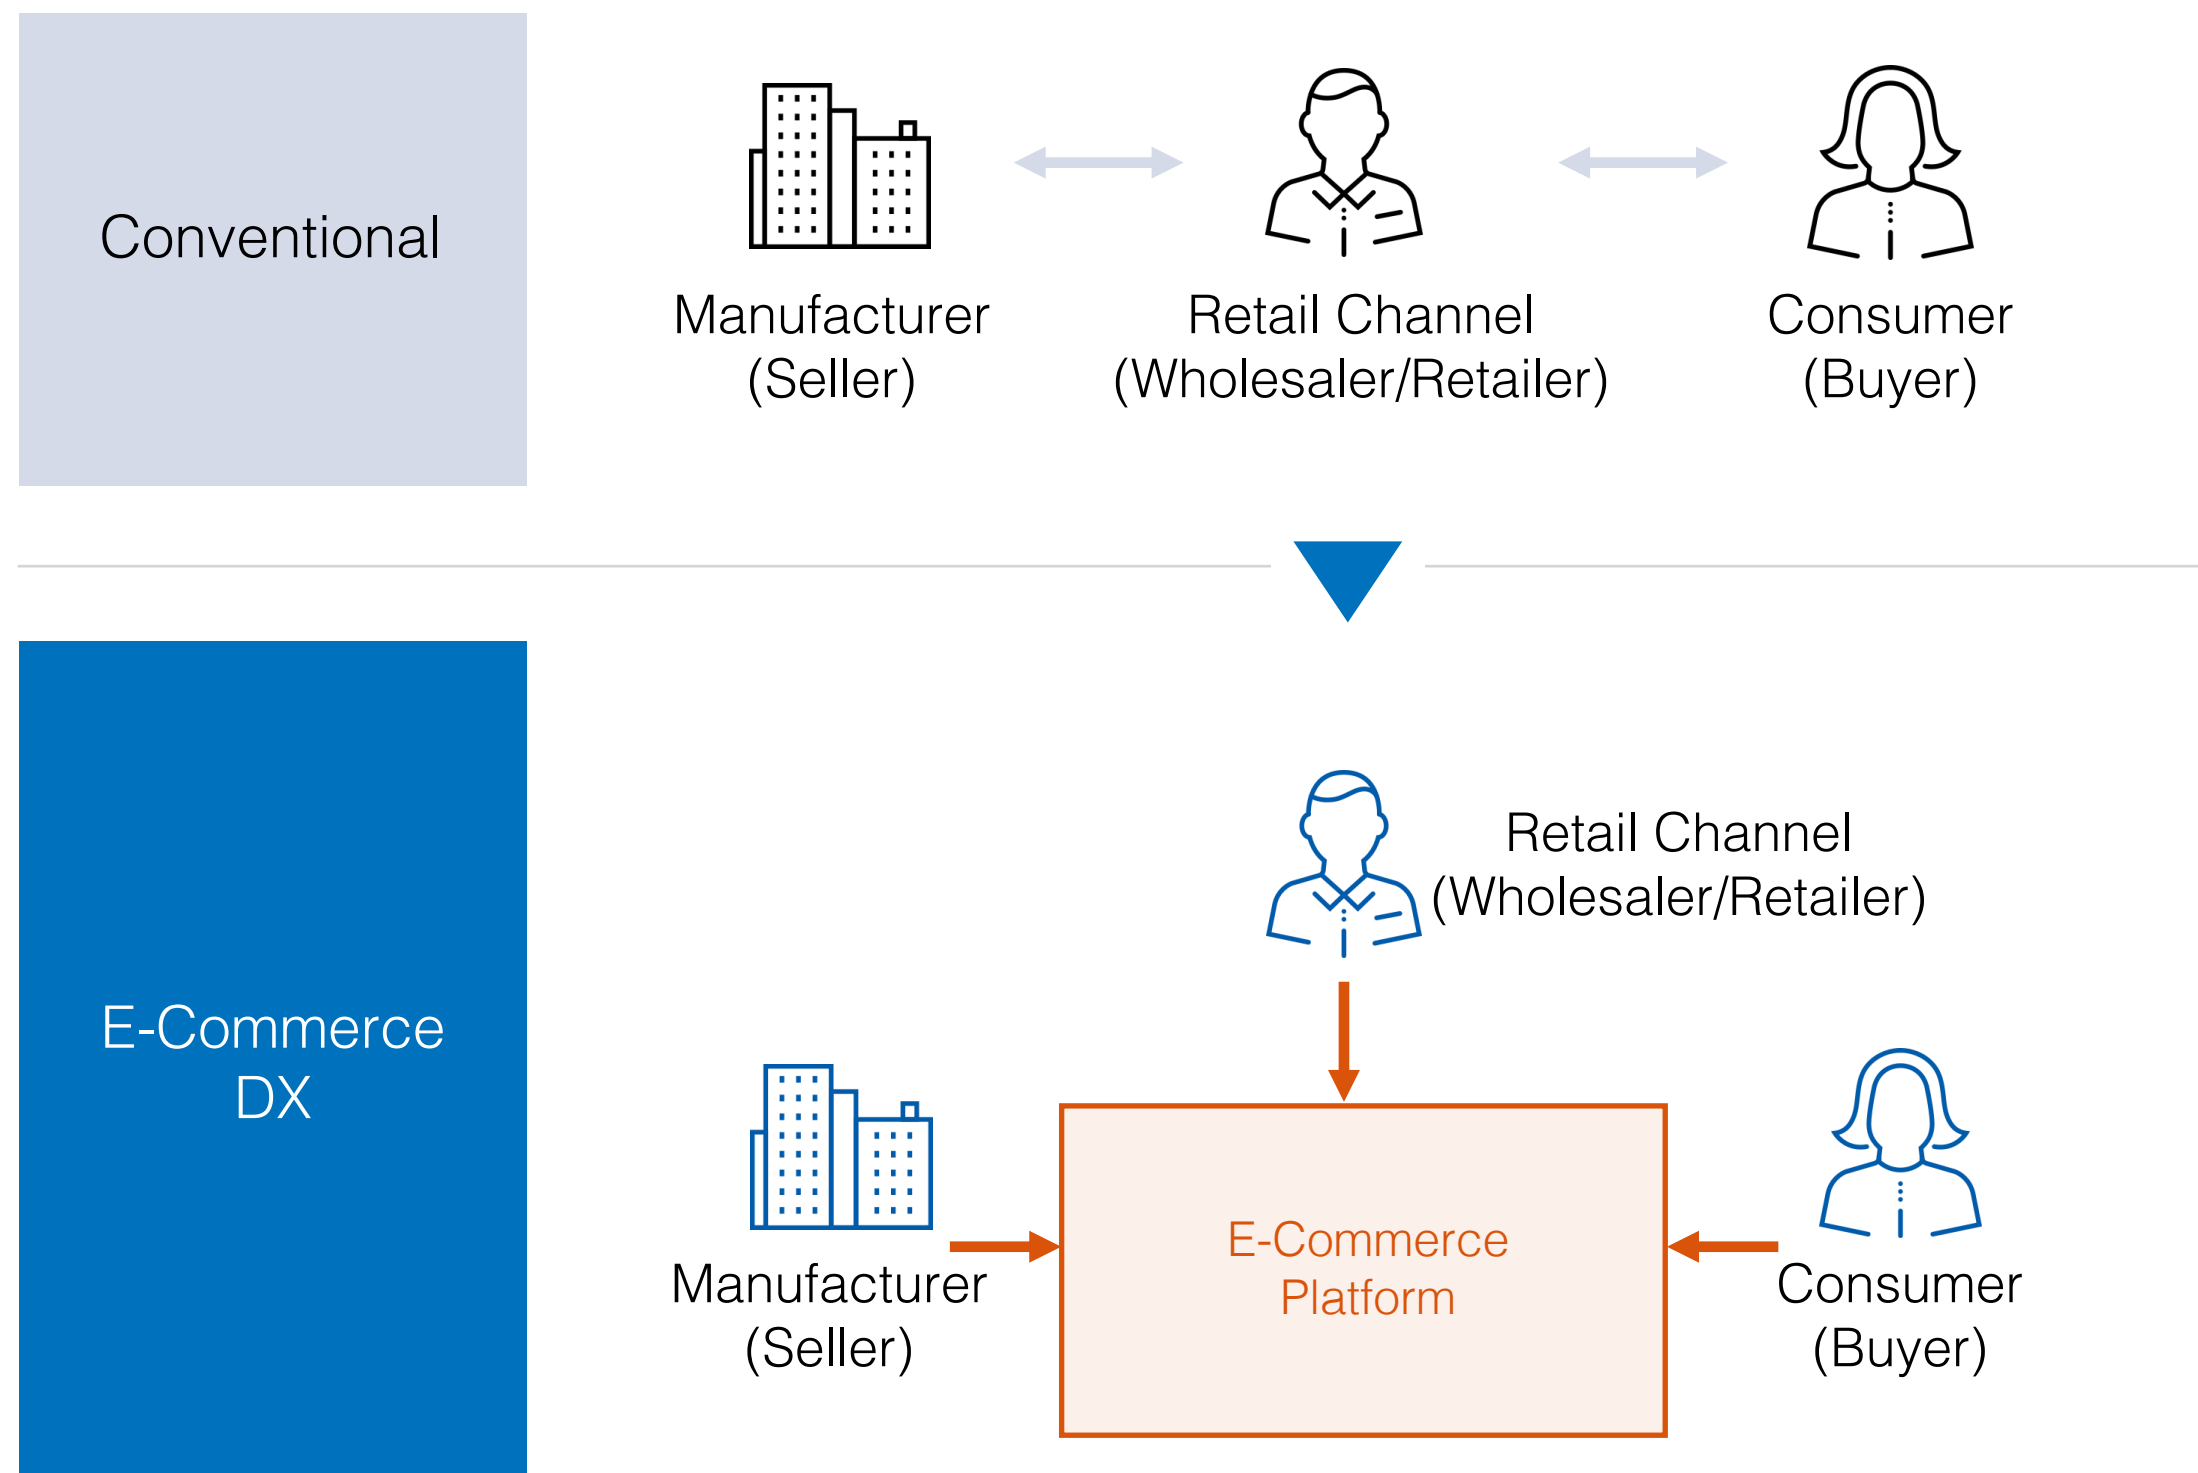 Conventional
Manufacturer
(Seller)
Retail Channel
(Wholesaler/Retailer)
Consumer
(Buyer)
E-Commerce
DX
Retail Channel
(Wholesaler/Retailer)
Manufacturer
(Seller)
E-Commerce
Platform
Consumer
(Buyer)